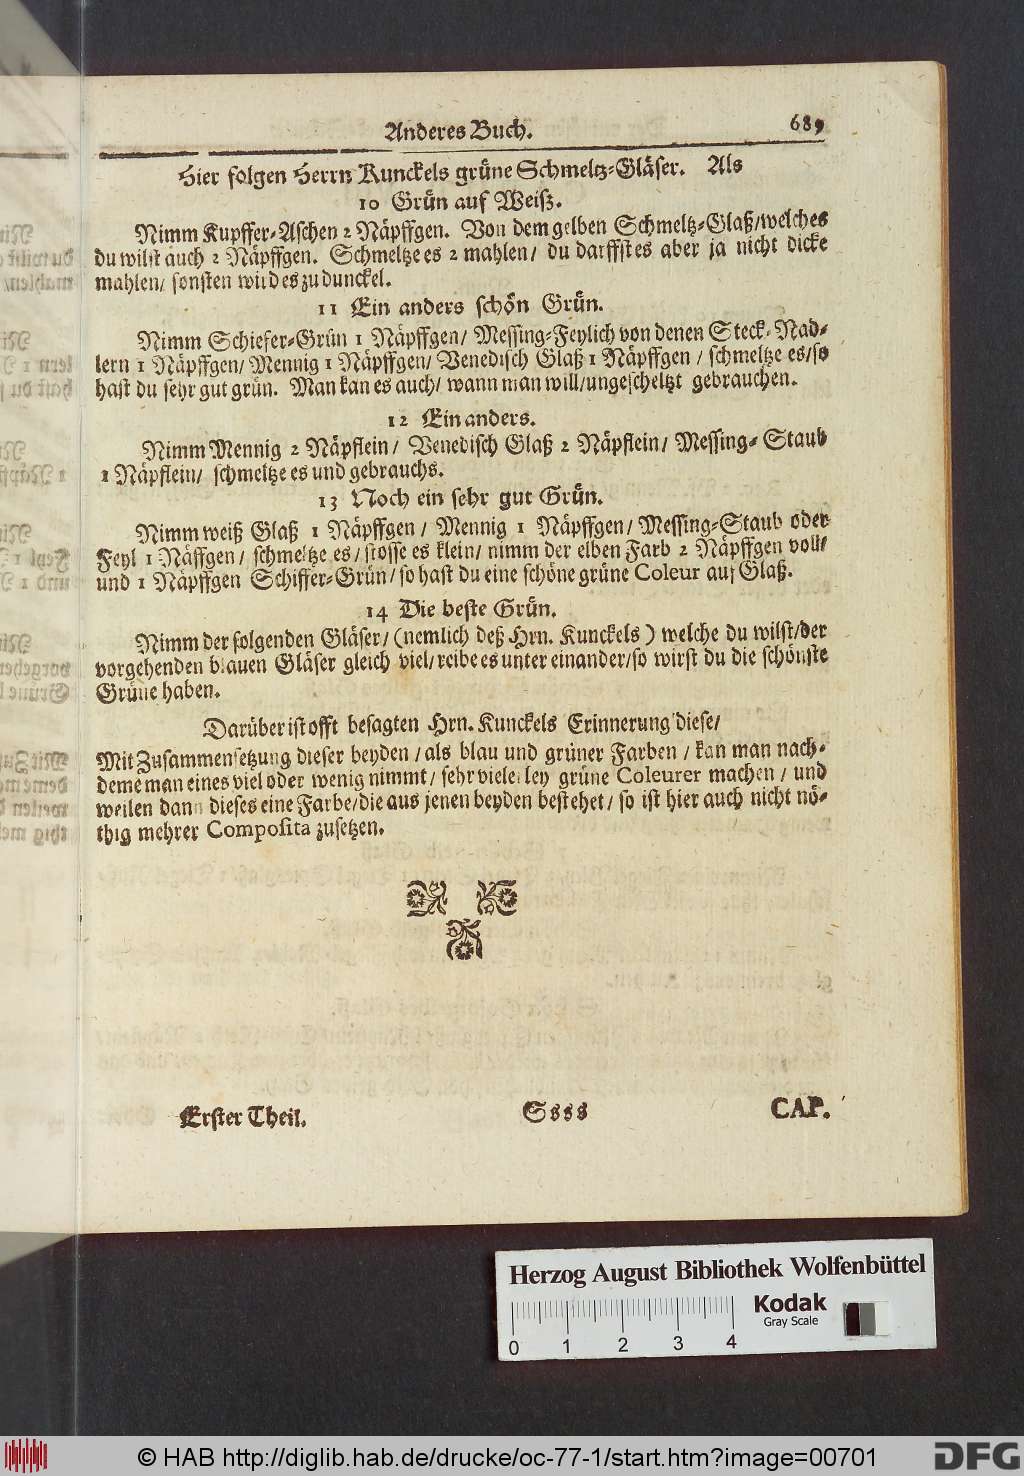 Anderes Buch. 689
Hier folgen Herrn Kunckels grüne Schmeltz-Gläser. Als
10 Grün auf Weiß.
Nimm Kupffer-Aschen 2 Näpffgen. Von dem gelben Schmeltz-Glaß/welches
du wilst auch 2 Näpffgen. Schmeltze es 2 mahlen/ du darffst es aber ja nicht dicke
mahlen/ sonsten wird es zu dunckel.
11 Ein anders schön Grün.
Nimm Schiefer-Grün 1 Näpffgen/ Messing-Feylich von denen Steck-Nad-
lern 1 Näpffgen/ Mennig 1 Näpffgen/ Venedisch Glaß 1 Näpffgen / schmeltze es/so
hast du sehr gut grün. Man kan es auch/ wann man will/ungescheltzt gebrauchen.
12 Ein anders.
Nimm Mennig 2 Näpflein/ Venedisch Glaß 2 Näpflein/ Messing-Staub
1 Näpflein/ schmeltze es und gebrauchs.
13 Noch ein sehr gut Grün.
Nimm weiß Glaß 1 Näpffgen / Mennig 1 Näpffgen/ Messing-Staub oder
Feyl 1 Näffgen/ schmeltze es/ stosse es klein/ nimm der elben Farb 2 Näpffgen voll/
und 1 Näpffgen Schiffer-Grün/ so hast du eine schöne grüne Coleur auf Glaß.
14 Die beste Grün.
Nimm der folgenden Gläser/ (nemlich deß Hrn. Kunckels) welche du wilst/der
vorgehenden blauen Gläser gleich viel/ reibe es unter einander/so wirst du die schönste
Grüne haben.
Darüber ist offt besagten Hrn. Kunckels Erinnerung diese/
Mit Zusammensetzung dieser beyden/ als blau und grüner Farben/ kan man nach-
deme man eines viel oder wenig nimmt/ sehr vielerley grüne Coleurer machen / und
weilen dann dieses eine Farbe/die aus jenen beyden bestehet/ so ist hier auch nicht nö-
thig mehrer Composita zusetzen.
Erster Theil. Ssss CAP.
Herzog August Bibliothek Wolfenbüttel
Kodak
Gray Scale
0 1 2 3 4
© HAB http://diglib.hab.de/drucke/oc-77-1/start.htm?image=00701
DFG